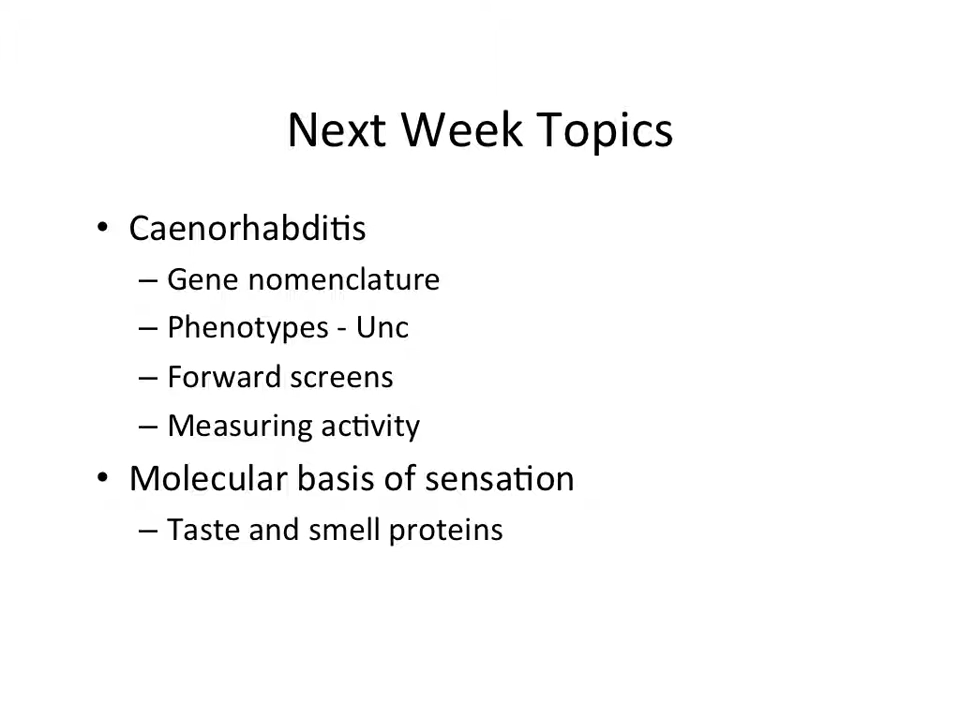 Next Week Topics
• Caenorhabditis
– Gene nomenclature
– Phenotypes - Unc
– Forward screens
– Measuring activity
• Molecular basis of sensation
– Taste and smell proteins